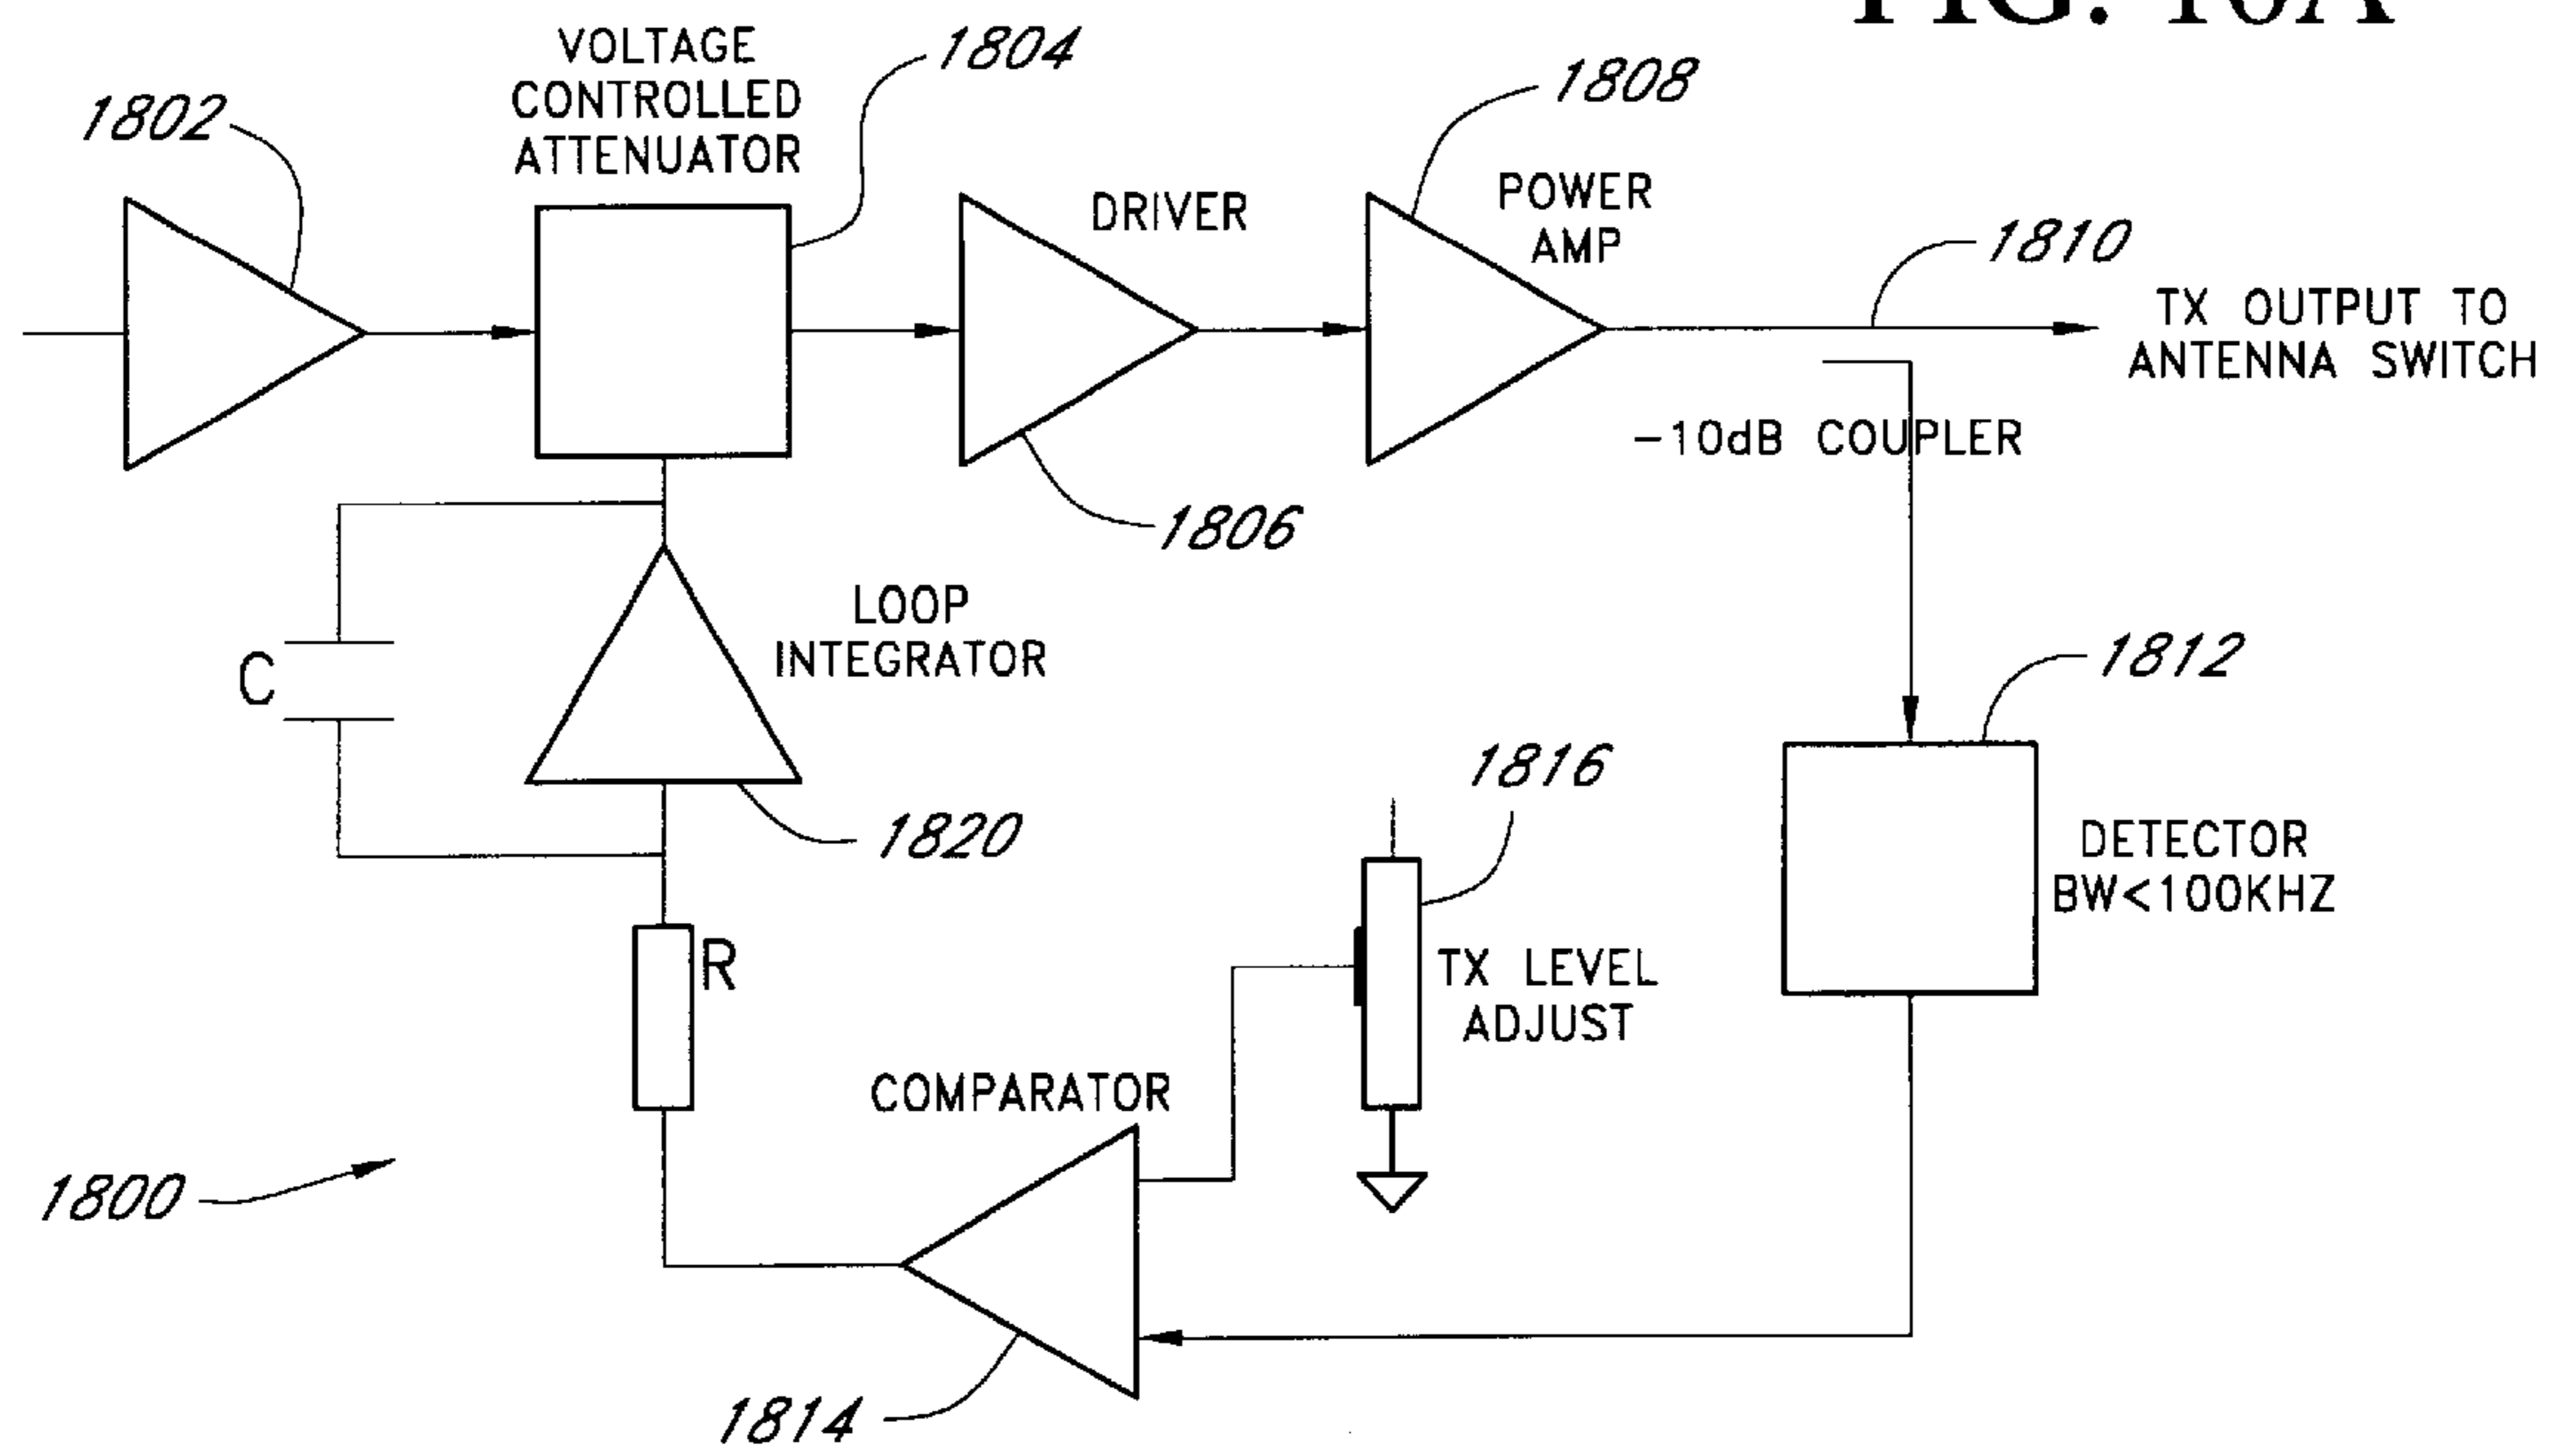 1802
VOLTAGE
CONTROLLED
ATTENUATOR
1804
DRIVER
1806
1808
POWER
AMP
1810
TX OUTPUT TO
ANTENNA SWITCH
-10dB COUPLER
C
LOOP
INTEGRATOR
1820
1812
DETECTOR
BW<100KHZ
1816
TX LEVEL
ADJUST
R
COMPARATOR
1800
1814